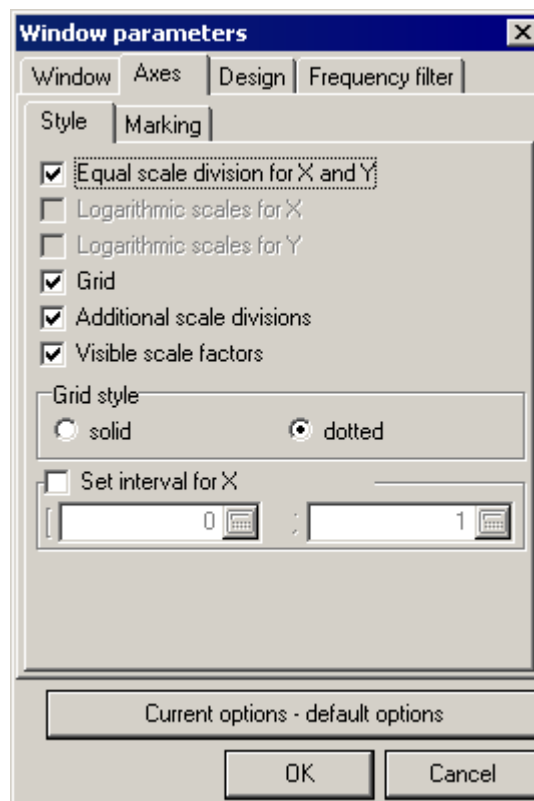 Window parameters
Window Axes Design Frequency filter
Style Marking
Equal scale division for X and Y
Logarithmic scales for X
Logarithmic scales for Y
Grid
Additional scale divisions
Visible scale factors
Grid style
solid dotted
Set interval for X
[ 0 ; 1
Current options - default options
OK Cancel